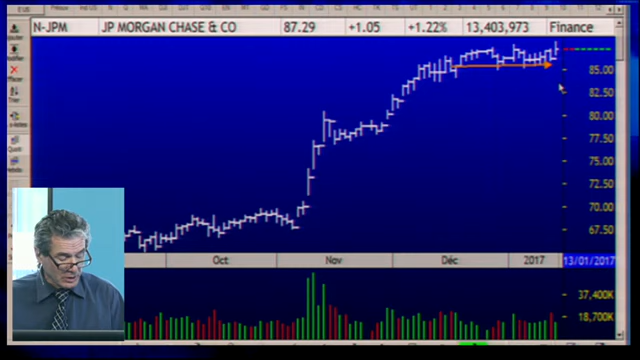 N-JPM JP MORGAN CHASE & CO 87.29 +1.05 +1.22% 13,403,973 Finance
85.00
82.50
80.00
77.50
75.00
72.50
70.00
67.50
Oct Nov Déc 2017 13/01/2017
37,400K
18,700K